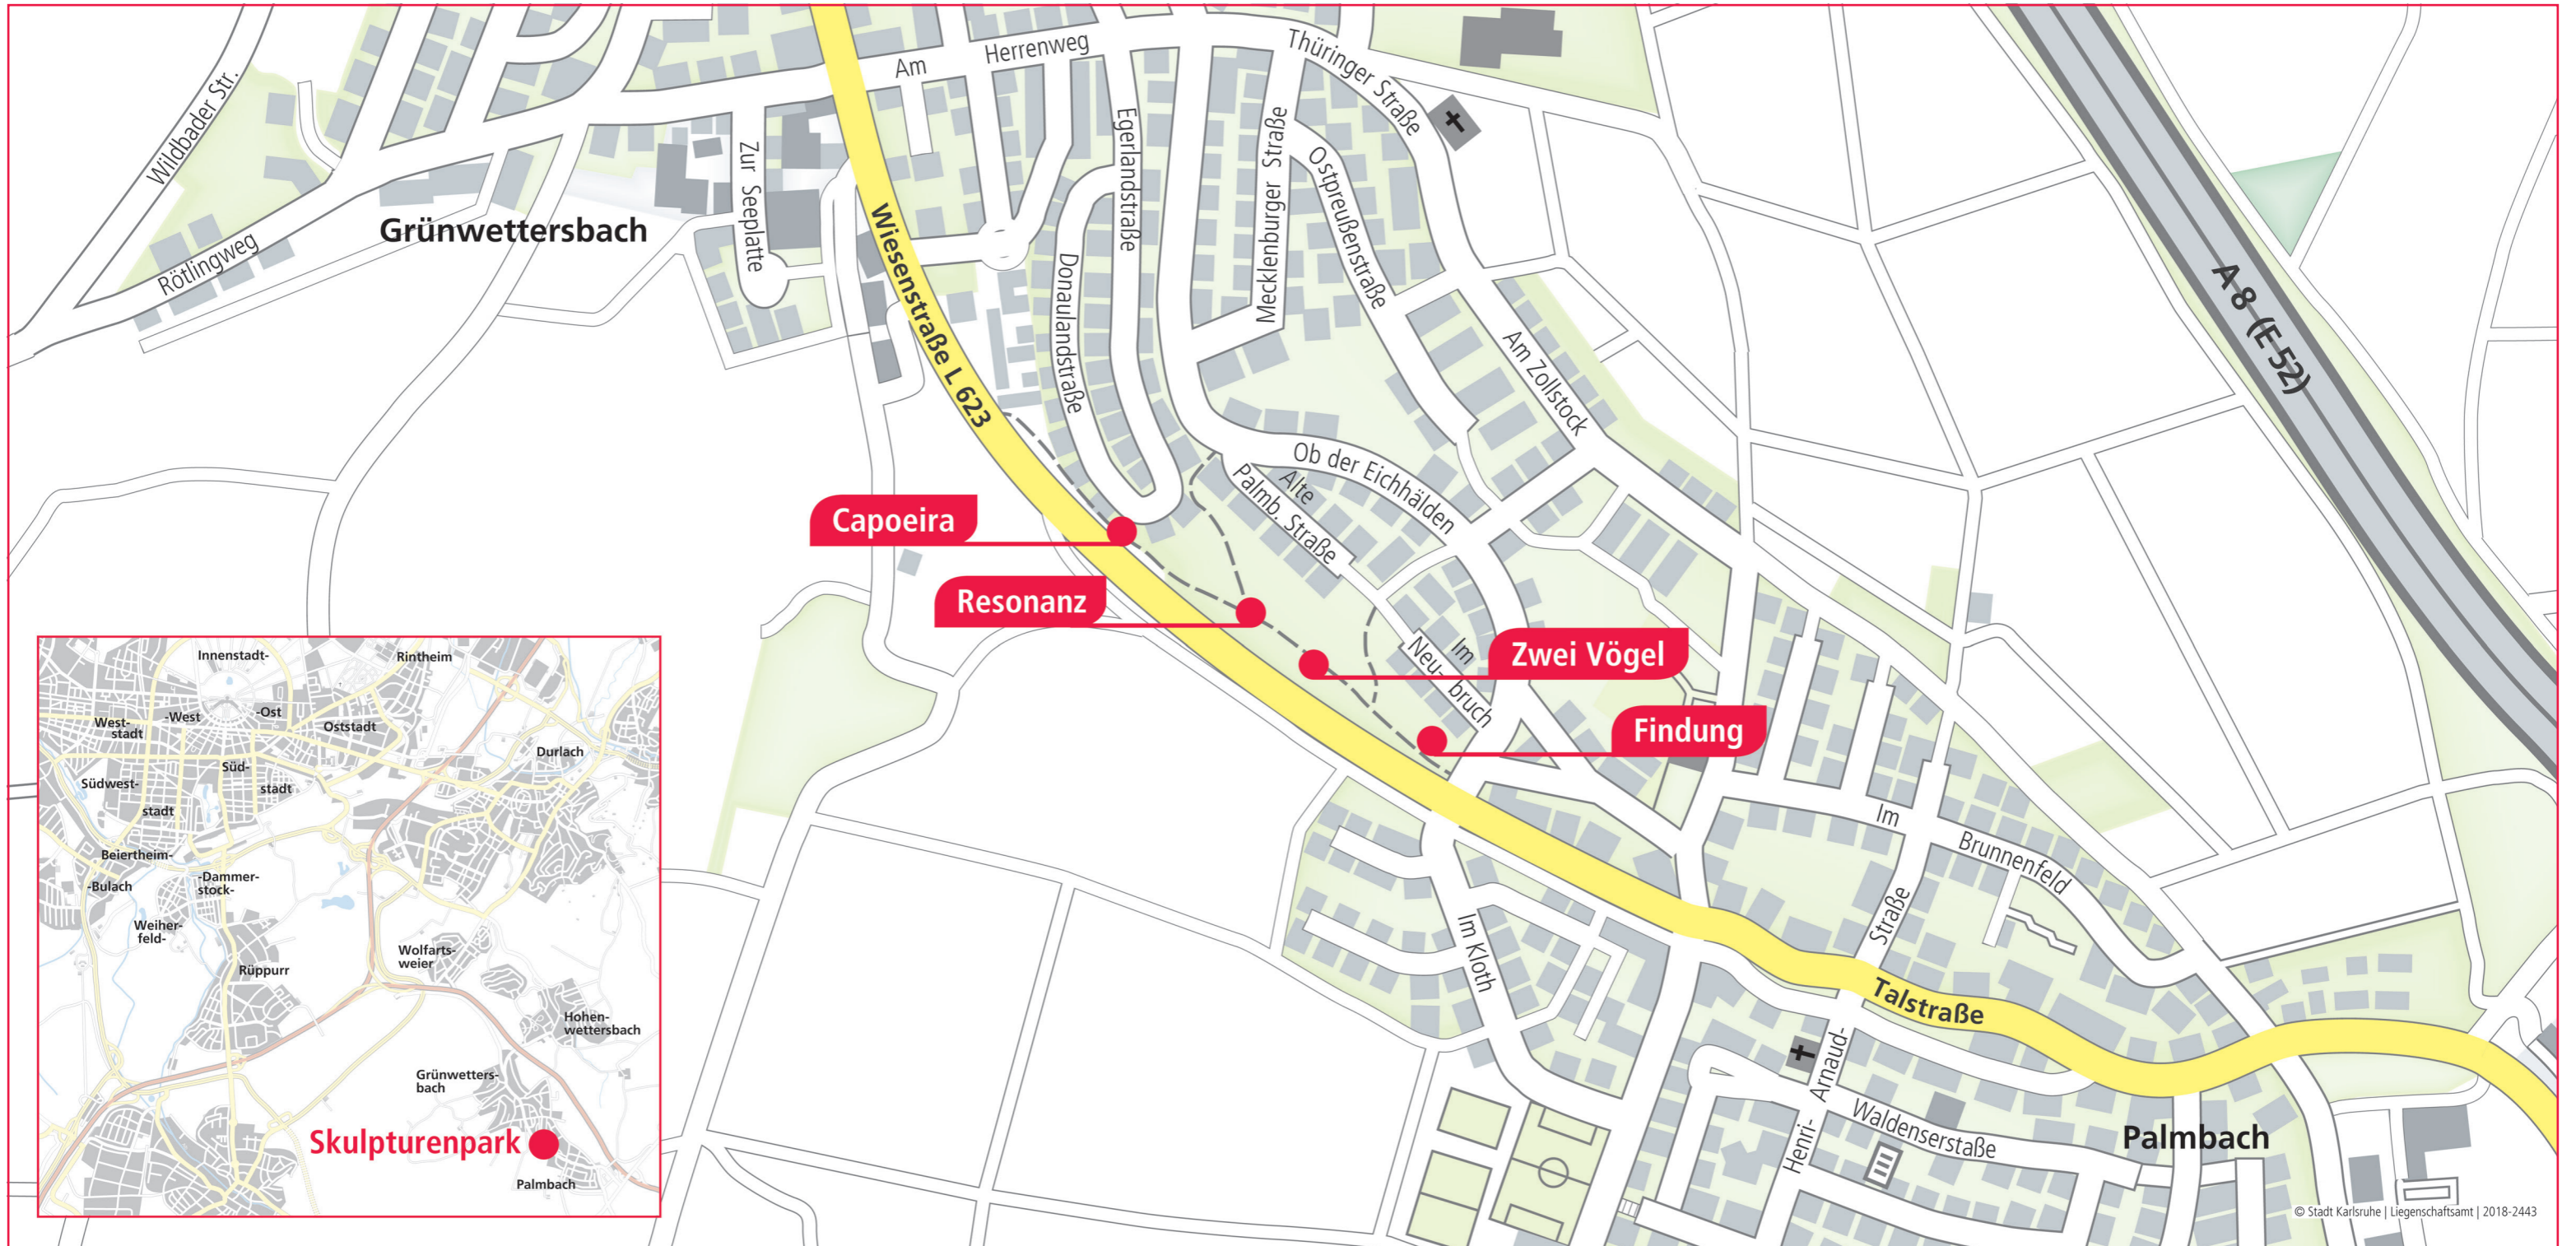 Wildbader Str.
Rötlingweg
Grünwettersbach
Zur Seeplatte
Am Herrenweg
Wiesenstraße L 623
Egerlandstraße
Donaulandstraße
Mecklenburger Straße
Thüringer Straße
Ostpreußenstraße
Am Zollstock
Ob der Eichhälden
Alte
Palmb. Straße
A 8 (E 52)
Capoeira
Resonanz
Zwei Vögel
Findung
Im
Neu-
bruch
Im Brunnenfeld
Im Kloth
Talstraße
Henri-Arnaud-Straße
Waldenserstaße
Palmbach
Innenstadt-
-West
-Ost
Rintheim
West-
stadt
Oststadt
Durlach
Südwest-
stadt
Süd-
stadt
Beiertheim-
-Bulach
-Dammer-
stock-
Weiher-
feld-
Rüppurr
Wolfarts-
weier
Hohen-
wettersbach
Grünwetters-
bach
Skulpturenpark
Palmbach
© Stadt Karlsruhe | Liegenschaftsamt | 2018-2443